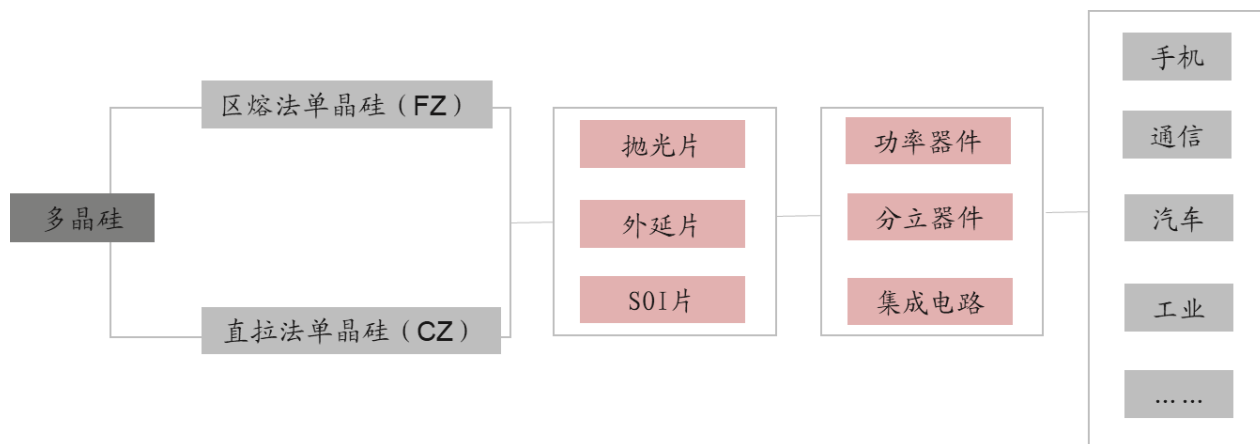 多晶硅
区熔法单晶硅（FZ）
直拉法单晶硅（CZ）
抛光片
外延片
SOI片
功率器件
分立器件
集成电路
手机
通信
汽车
工业
……